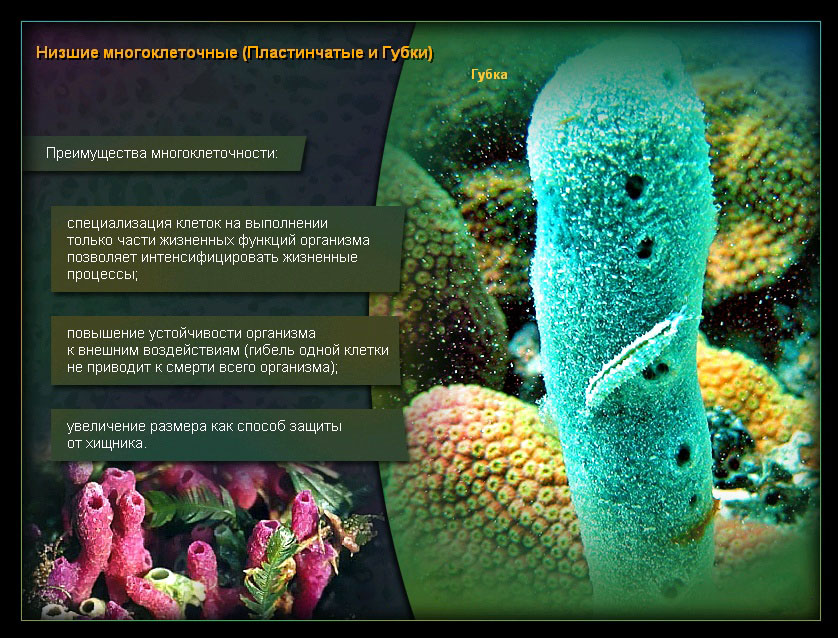 Низшие многоклеточные (Пластинчатые и Губки)
Губка
Преимущества многоклеточности:
специализация клеток на выполнении
только части жизненных функций организма
позволяет интенсифицировать жизненные
процессы;
повышение устойчивости организма
к внешним воздействиям (гибель одной клетки
не приводит к смерти всего организма);
увеличение размера как способ защиты
от хищника.